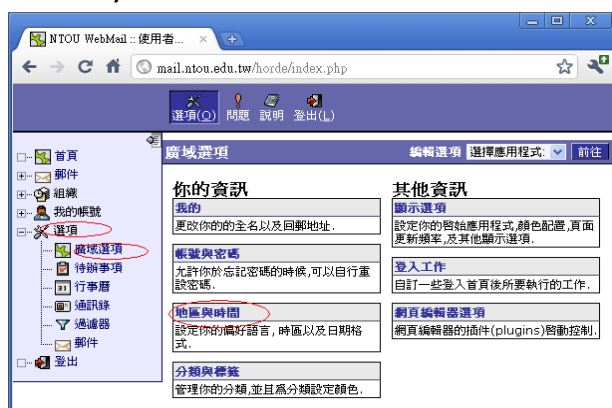 NTOU WebMail :: 使用者...
mail.ntou.edu.tw/horde/index.php
選項(O) 問題 說明 登出(L)
首頁
郵件
組織
我的帳號
選項
廣域選項
待辦事項
行事曆
通訊錄
過濾器
郵件
登出
廣域選項 編輯選項 選擇應用程式: 前往
你的資訊
我的
更改你的的全名以及回郵地址.
帳號與密碼
允許你於忘記密碼的時候,可以自行重
設密碼.
地區與時間
設定你的偏好語言, 時區以及日期格
式.
分類與標籤
管理你的分類,並且為分類設定顏色.
其他資訊
顯示選項
設定你的啓始應用程式,顏色配置,頁面
更新頻率,及其他顯示選項.
登入工作
自訂一些登入首頁後所要執行的工作.
網頁編輯器選項
網頁編輯器的插件(plugins)啓動控制.